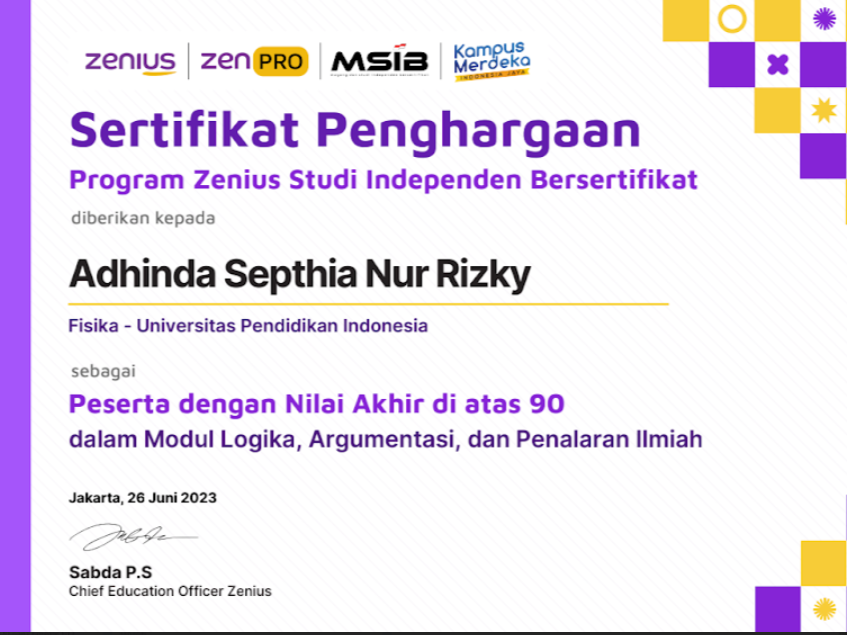 zenius zen PRO MSIB Kampus Merdeka
INDONESIA JAYA
Sertifikat Penghargaan
Program Zenius Studi Independen Bersertifikat
diberikan kepada
Adhinda Septhia Nur Rizky
Fisika - Universitas Pendidikan Indonesia
sebagai
Peserta dengan Nilai Akhir di atas 90
dalam Modul Logika, Argumentasi, dan Penalaran Ilmiah
Jakarta, 26 Juni 2023
Sabda P.S
Chief Education Officer Zenius